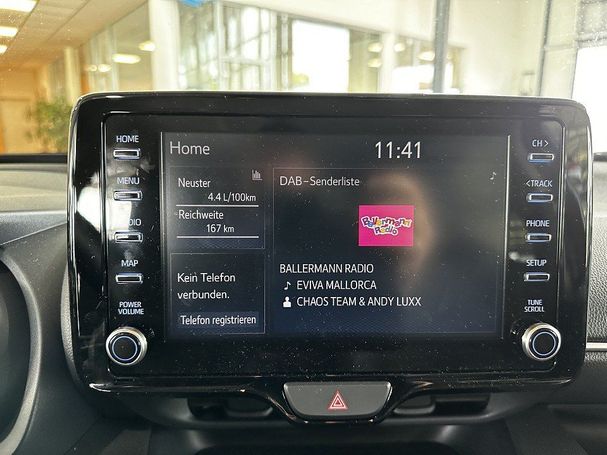 HOME
MENU
AUDIO
MAP
POWER
VOLUME
Home
11:41
Neuster
4.4 L/100km
Reichweite
167 km
Kein Telefon
verbunden.
Telefon registrieren
DAB-Senderliste
Ballermann
Radio
BALLERMANN RADIO
EVIVA MALLORCA
CHAOS TEAM & ANDY LUXX
CH >
< TRACK
PHONE
SETUP
TUNE
SCROLL